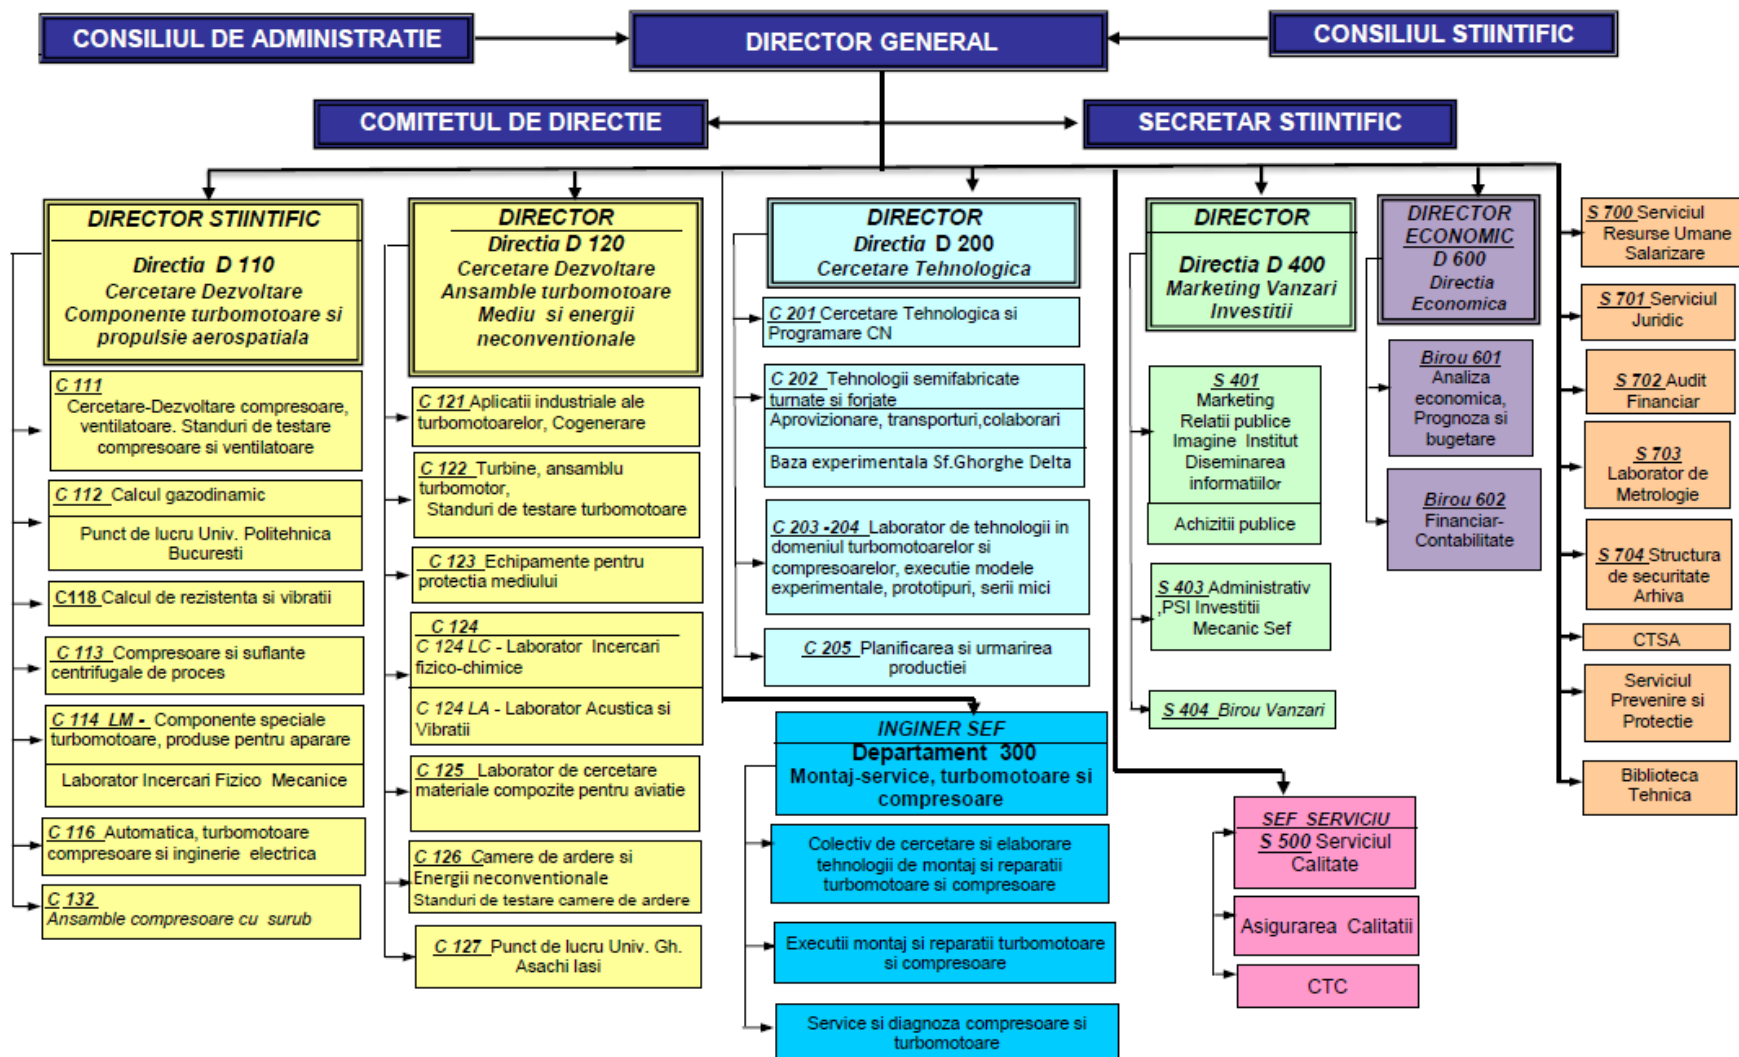 CONSILIUL DE ADMINISTRATIE
DIRECTOR GENERAL
CONSILIUL STIINTIFIC
COMITETUL DE DIRECTIE
SECRETAR STIINTIFIC
DIRECTOR STIINTIFIC
Directia D 110
Cercetare Dezvoltare
Componente turbomotoare si
propulsie aerospatiala
C 111
Cercetare-Dezvoltare compresoare,
ventilatoare. Standuri de testare
compresoare si ventilatoare
C 112 Calcul gazodinamic
Punct de lucru Univ. Politehnica
Bucuresti
C118 Calcul de rezistenta si vibratii
C 113 Compresoare si suflante
centrifugale de proces
C 114 LM - Componente speciale
turbomotoare, produse pentru aparare
Laborator Incercari Fizico Mecanice
C 116 Automatica, turbomotoare
compresoare si inginerie electrica
C 132
Ansamble compresoare cu surub
DIRECTOR
Directia D 120
Cercetare Dezvoltare
Ansamble turbomotoare
Mediu si energii
neconventionale
C 121 Aplicatii industriale ale
turbomotoarelor, Cogenerare
C 122 Turbine, ansamblu
turbomotor,
Standuri de testare turbomotoare
C 123 Echipamente pentru
protectia mediului
C 124
C 124 LC - Laborator Incercari
fizico-chimice
C 124 LA - Laborator Acustica si
Vibratii
C 125 Laborator de cercetare
materiale compozite pentru aviatie
C 126 Camere de ardere si
Energii neconventionale
Standuri de testare camere de ardere
C 127 Punct de lucru Univ. Gh.
Asachi Iasi
DIRECTOR
Directia D 200
Cercetare Tehnologica
C 201 Cercetare Tehnologica si
Programare CN
C 202 Tehnologii semifabricate
turnate si forjate
Aprovizionare, transporturi,colaborari
Baza experimentala Sf.Ghorghe Delta
C 203 -204 Laborator de tehnologii in
domeniul turbomotoarelor si
compresoarelor, executie modele
experimentale, prototipuri, serii mici
C 205 Planificarea si urmarirea
productiei
INGINER SEF
Departament 300
Montaj-service, turbomotoare si
compresoare
Colectiv de cercetare si elaborare
tehnologii de montaj si reparatii
turbomotoare si compresoare
Executii montaj si reparatii turbomotoare
si compresoare
Service si diagnoza compresoare si
turbomotoare
DIRECTOR
Directia D 400
Marketing Vanzari
Investitii
S 401
Marketing
Relatii publice
Imagine Institut
Diseminarea
informatiilor
Achizitii publice
S 403 Administrativ
,PSI Investitii
Mecanic Sef
S 404 Birou Vanzari
SEF SERVICIU
S 500 Serviciul
Calitate
Asigurarea Calitatii
CTC
DIRECTOR
ECONOMIC
D 600
Directia
Economica
Birou 601
Analiza
economica,
Prognoza si
bugetare
Birou 602
Financiar-
Contabilitate
S 700 Serviciul
Resurse Umane
Salarizare
S 701 Serviciul
Juridic
S 702 Audit
Financiar
S 703
Laborator de
Metrologie
S 704 Structura
de securitate
Arhiva
CTSA
Serviciul
Prevenire si
Protectie
Biblioteca
Tehnica